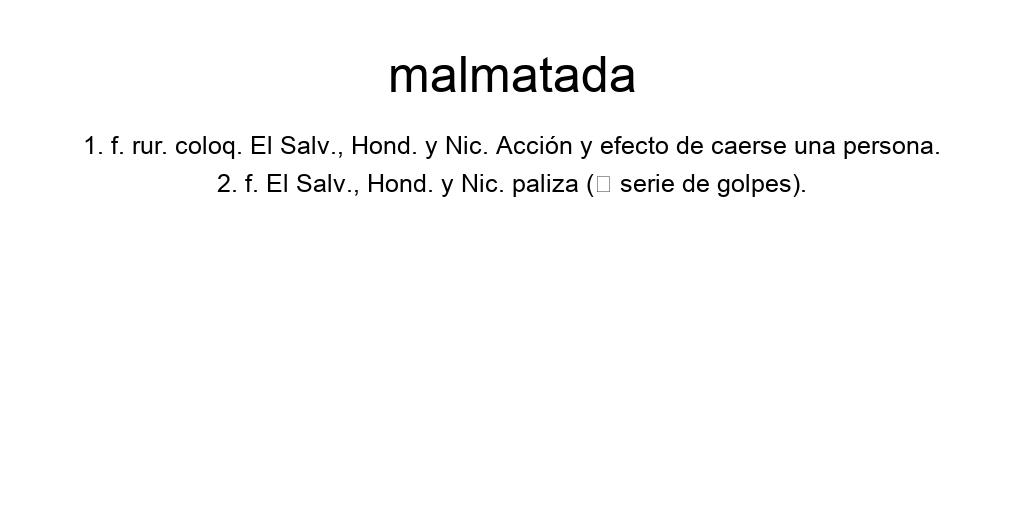 malmatada
1. f. rur. coloq. El Salv., Hond. y Nic. Acción y efecto de caerse una persona.
2. f. El Salv., Hond. y Nic. paliza (▯ serie de golpes).